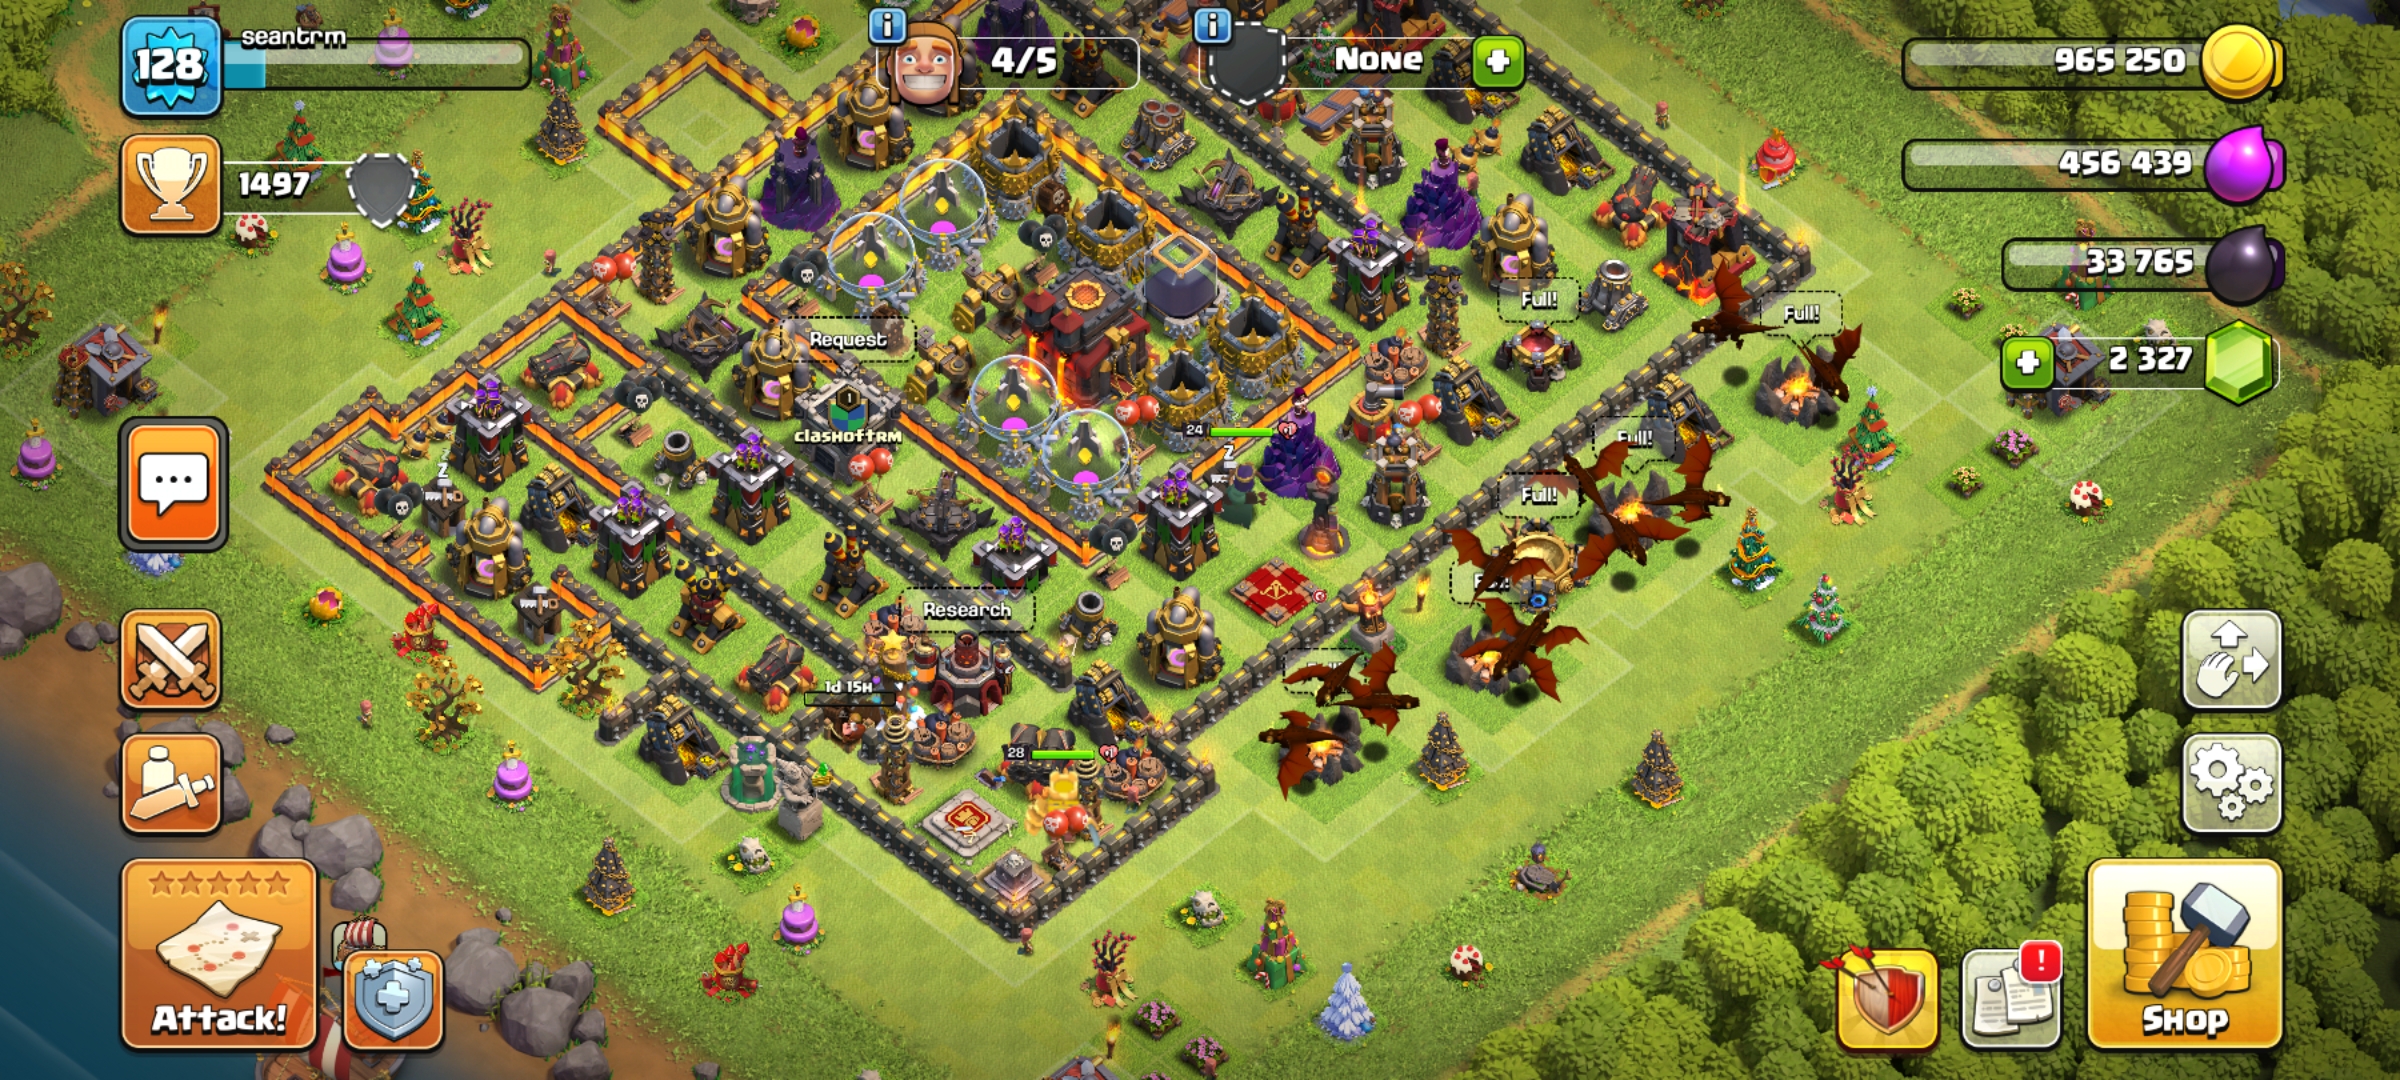 128
seantrm
4/5
None
965 250
1497
456 439
33 765
2 327
Full!
Full!
Request
1
clashoftrm
24
Full!
Full!
Z
Z
Research
1d 15H
28
Attack!
Shop